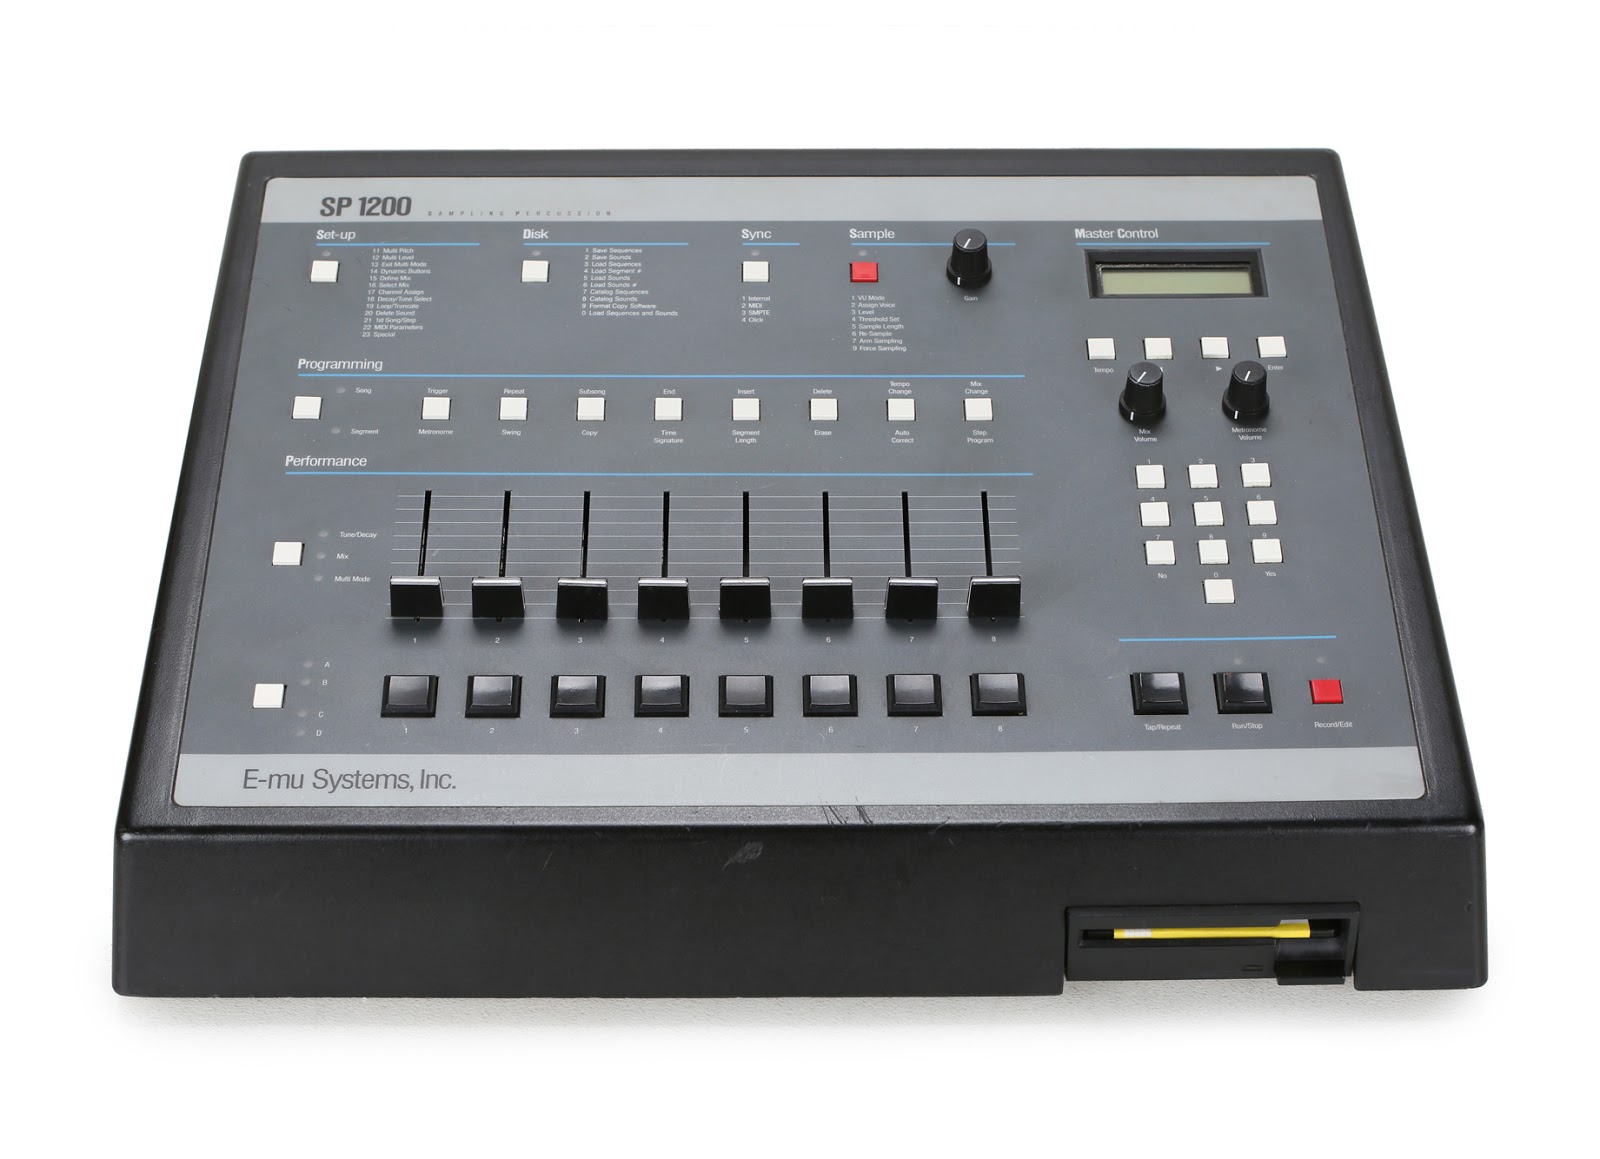 SP 1200 SAMPLING PERCUSSION
Set-up
11 Multi Pitch
12 Multi Level
13 Exit Multi Mode
14 Dynamic Buttons
15 Define Mix
16 Select Mix
17 Channel Assign
18 Decay/Tune Select
19 Loop/Truncate
20 Delete Sound
21 1st Song/Step
22 MIDI Parameters
23 Special
Disk
1 Save Sequences
2 Save Sounds
3 Load Sequences
4 Load Segment #
5 Load Sounds
6 Load Sounds #
7 Catalog Sequences
8 Catalog Sounds
9 Format Copy Software
0 Load Sequences and Sounds
Sync
1 Internal
2 MIDI
3 SMPTE
4 Click
Sample
1 VU Mode
2 Assign Voice
3 Level
4 Threshold Set
5 Sample Length
6 Re-Sample
7 Arm Sampling
9 Force Sampling
Gain
Master Control
Tempo
Enter
Mix
Volume
Metronome
Volume
Programming
Song
Segment
Trigger
Metronome
Repeat
Swing
Subsong
Copy
End
Time
Signature
Insert
Segment
Length
Delete
Erase
Tempo
Change
Auto
Correct
Mix
Change
Step
Program
Performance
Tune/Decay
Mix
Multi Mode
1 2 3 4 5 6 7 8
A
B
C
D
1 2 3 4 5 6 7 8
1 2 3
4 5 6
7 8 9
No 0 Yes
Tap/Repeat
Run/Stop
Record/Edit
E-mu Systems, Inc.